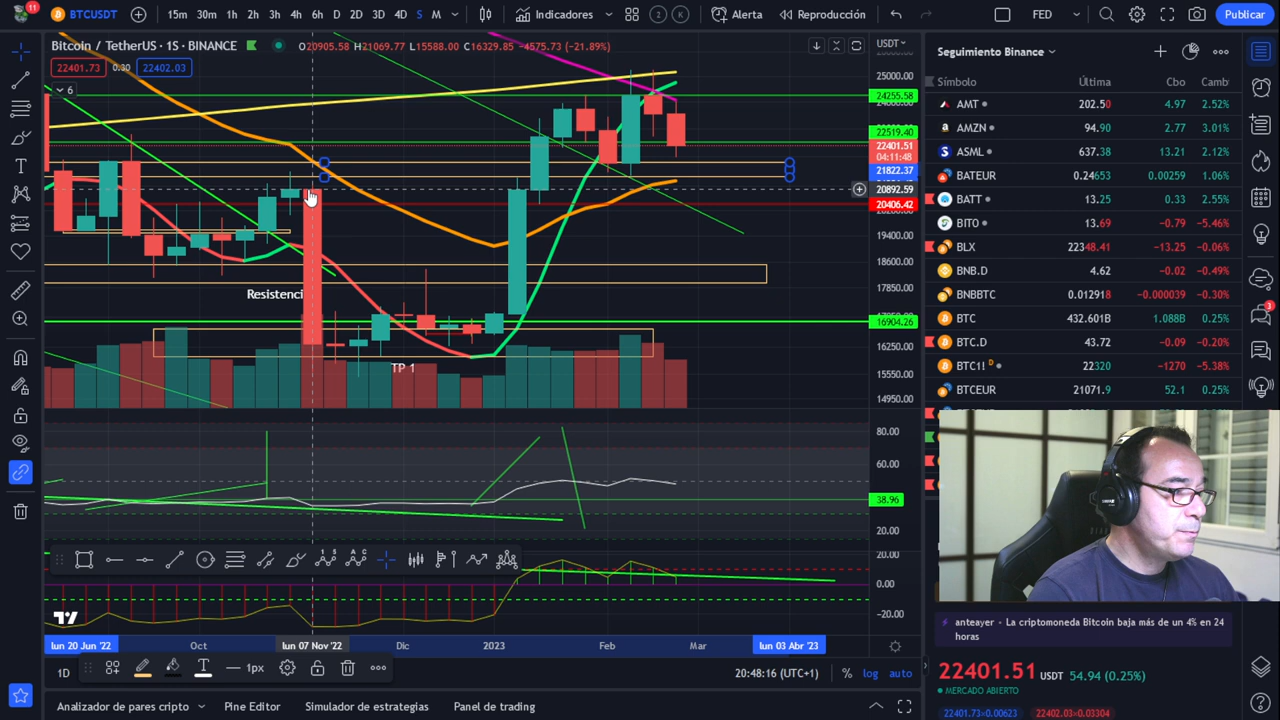 11
BTCUSDT
15m 30m 1h 2h 3h 4h 6h D 2D 3D 4D S M
Indicadores
2 K
Alerta
Reproducción
FED
Publicar
Bitcoin / TetherUS · 1S · BINANCE
O20905.58 H21069.77 L15588.00 C16329.85 -4575.73 (-21.89%)
22401.73 0.30 22402.03
6
USDT
25000.00
24255.58
22519.40
22401.51
04:11:48
21822.37
20892.59
20406.42
19400.00
18600.00
17850.00
16904.26
16250.00
15550.00
14950.00
Resistenci
TP 1
80.00
60.00
38.96
20.00
20.00
0.00
-20.00
lun 20 Jun '22
Oct
lun 07 Nov '22
Dic
2023
Feb
Mar
lun 03 Abr '23
1D
1px
20:48:16 (UTC+1)
% log auto
Analizador de pares cripto
Pine Editor
Simulador de estrategias
Panel de trading
Seguimiento Binance
Símbolo Última Cbo Camb
AMT 202.50 4.97 2.52%
AMZN 94.90 2.77 3.01%
ASML 637.38 13.21 2.12%
BATEUR 0.24653 0.00259 1.06%
BATT 13.25 0.33 2.55%
BITO 13.69 -0.79 -5.46%
BLX 22348.41 -13.25 -0.06%
BNB.D 4.62 -0.02 -0.49%
BNBBTC 0.012918 -0.000039 -0.30%
BTC 432.601B 1.088B 0.25%
BTC.D 43.72 -0.09 -0.20%
BTC1! D 22320 -1270 -5.38%
BTCEUR 21071.9 52.1 0.25%
3
anteayer · La criptomoneda Bitcoin baja más de un 4% en 24
horas
22401.51 USDT 54.94 (0.25%)
MERCADO ABIERTO
22401.73×0.00623 22402.03×0.03304